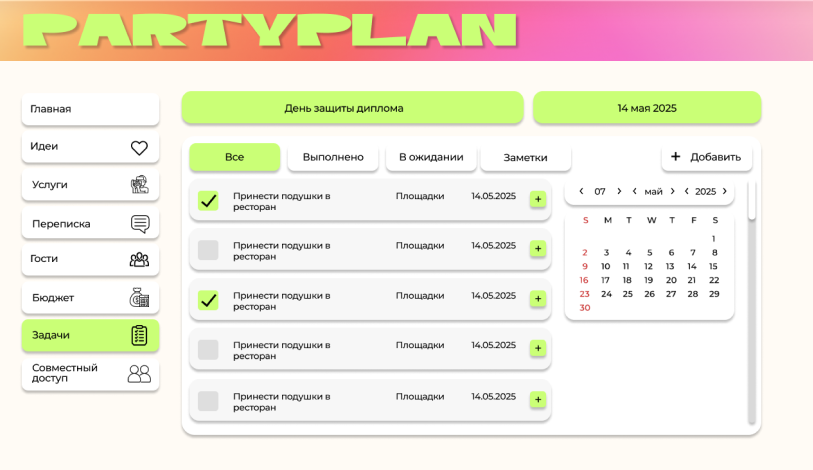 PARTYPLAN
Главная
Идеи
Услуги
Переписка
Гости
Бюджет
Задачи
Совместный
доступ
День защиты диплома
14 мая 2025
Все
Выполнено
В ожидании
Заметки
+ Добавить
Принести подушки в
ресторан
Площадки
14.05.2025
+
Принести подушки в
ресторан
Площадки
14.05.2025
+
Принести подушки в
ресторан
Площадки
14.05.2025
+
Принести подушки в
ресторан
Площадки
14.05.2025
+
Принести подушки в
ресторан
Площадки
14.05.2025
+
< 07 > < май > < 2025 >
S M T W T F S
1
2 3 4 5 6 7 8
9 10 11 12 13 14 15
16 17 18 19 20 21 22
23 24 25 26 27 28 29
30